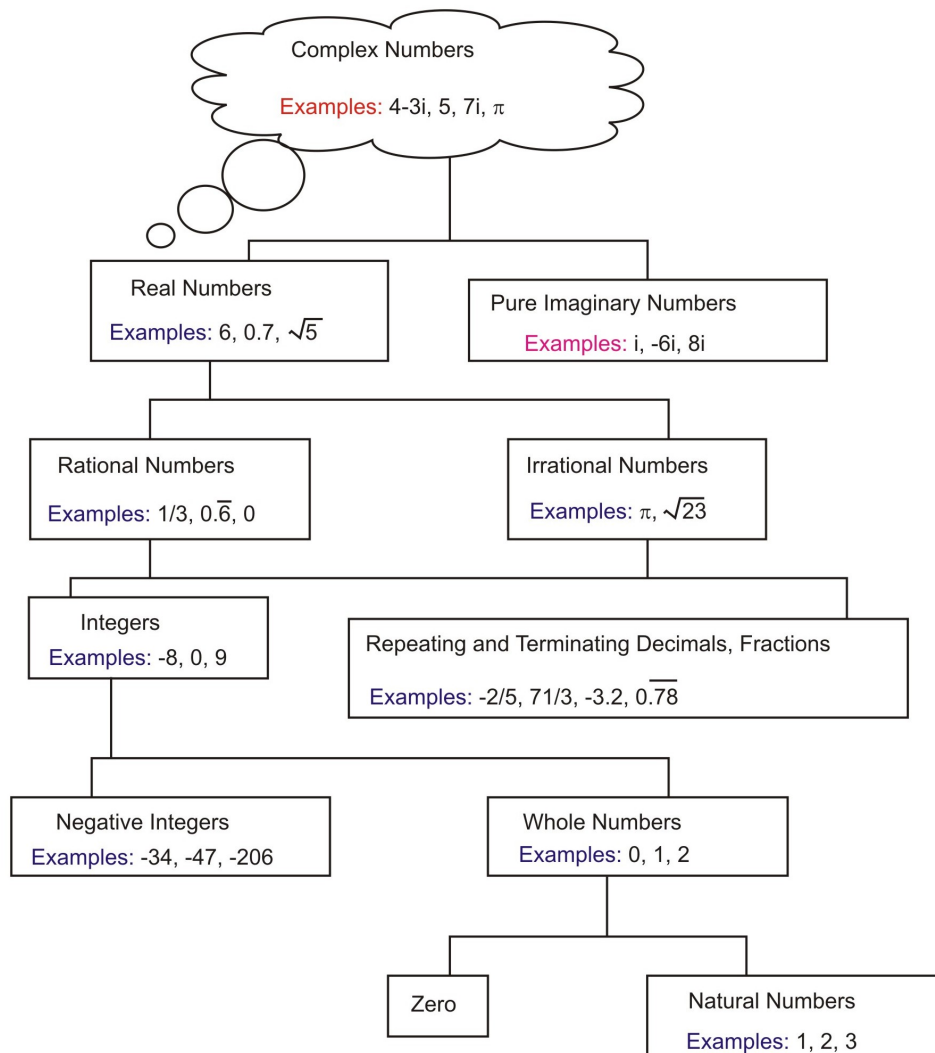 Complex Numbers
Examples: 4-3i, 5, 7i, π
Real Numbers
Examples: 6, 0.7, √5
Pure Imaginary Numbers
Examples: i, -6i, 8i
Rational Numbers
Examples: 1/3, 0.6̅, 0
Irrational Numbers
Examples: π, √23
Integers
Examples: -8, 0, 9
Repeating and Terminating Decimals, Fractions
Examples: -2/5, 71/3, -3.2, 0.7̅8̅
Negative Integers
Examples: -34, -47, -206
Whole Numbers
Examples: 0, 1, 2
Zero
Natural Numbers
Examples: 1, 2, 3